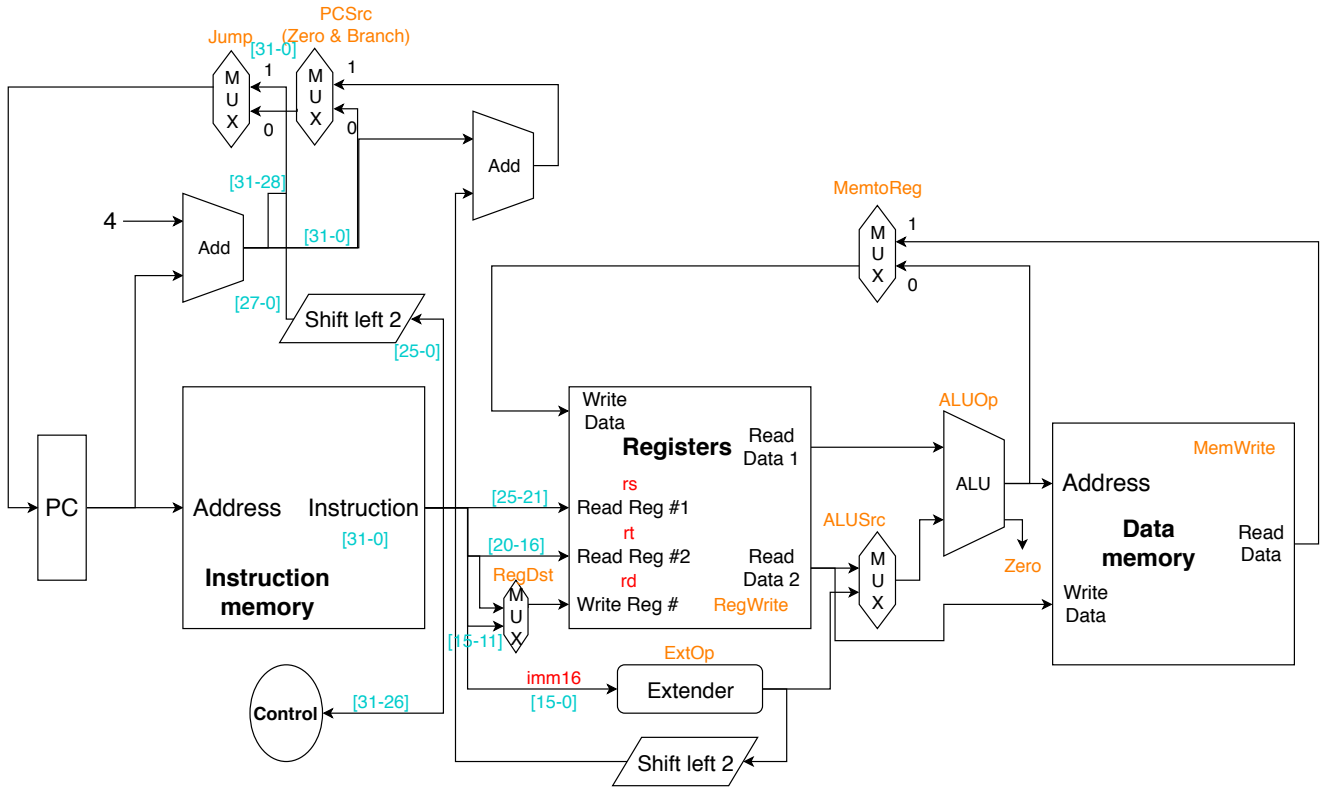 PCSrc
Jump
(Zero & Branch)
[31-0]
1
1
M
U
X
M
U
X
0
0
Add
[31-28]
MemtoReg
4
Add
[31-0]
1
M
U
X
0
[27-0]
Shift left 2
[25-0]
Write
Data
Registers
Read
Data 1
ALUOp
MemWrite
PC
Address
Instruction
[31-0]
Instruction
memory
[25-21]
rs
Read Reg #1
[20-16]
rt
Read Reg #2
RegDst
rd
Write Reg #
M
U
X
[15-11]
Read
Data 2
RegWrite
ALUSrc
M
U
X
ALU
Zero
Address
Data
memory
Read
Data
Write
Data
ExtOp
imm16
[15-0]
Extender
Control
[31-26]
Shift left 2